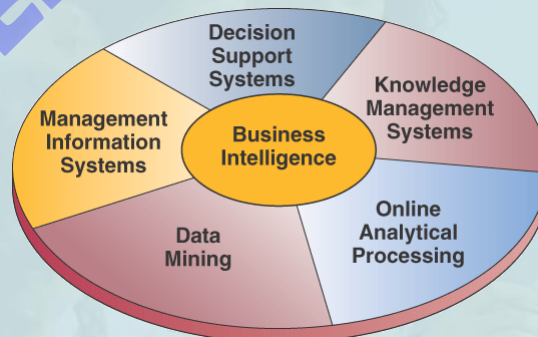 Decision
Support
Systems
Knowledge
Management
Systems
Management
Information
Systems
Business
Intelligence
Online
Analytical
Processing
Data
Mining